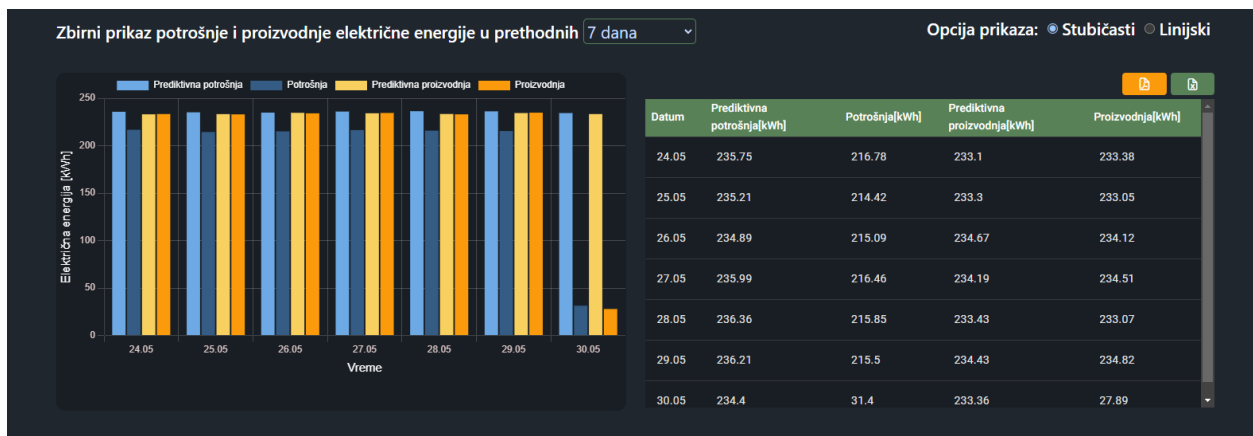 Zbirni prikaz potrošnje i proizvodnje električne energije u prethodnih 7 dana
Opcija prikaza: Stubičasti Linijski
Prediktivna potrošnja Potrošnja Prediktivna proizvodnja Proizvodnja
Električna energija [kWh]
250
200
150
100
50
0
24.05 25.05 26.05 27.05 28.05 29.05 30.05
Vreme
Datum Prediktivna potrošnja[kWh] Potrošnja[kWh] Prediktivna proizvodnja[kWh] Proizvodnja[kWh]
24.05 235.75 216.78 233.1 233.38
25.05 235.21 214.42 233.3 233.05
26.05 234.89 215.09 234.67 234.12
27.05 235.99 216.46 234.19 234.51
28.05 236.36 215.85 233.43 233.07
29.05 236.21 215.5 234.43 234.82
30.05 234.4 31.4 233.36 27.89